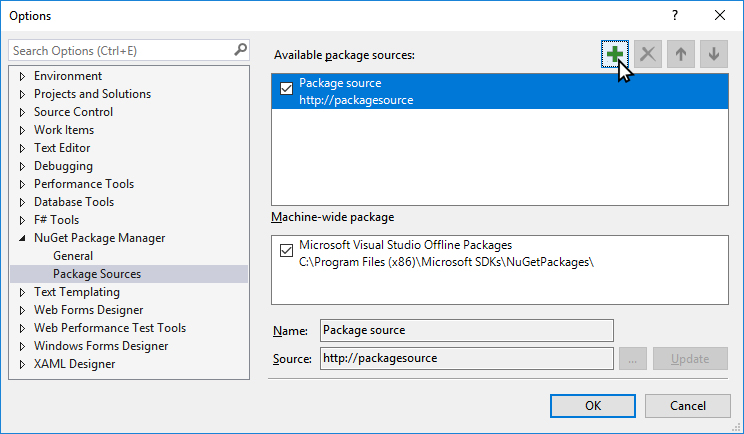 Options
?
Search Options (Ctrl+E)
Environment
Projects and Solutions
Source Control
Work Items
Text Editor
Debugging
Performance Tools
Database Tools
F# Tools
NuGet Package Manager
General
Package Sources
Text Templating
Web Forms Designer
Web Performance Test Tools
Windows Forms Designer
XAML Designer
Available package sources:
Package source
http://packagesource
Machine-wide package
Microsoft Visual Studio Offline Packages
C:\Program Files (x86)\Microsoft SDKs\NuGetPackages\
Name: Package source
Source: http://packagesource ... Update
OK Cancel